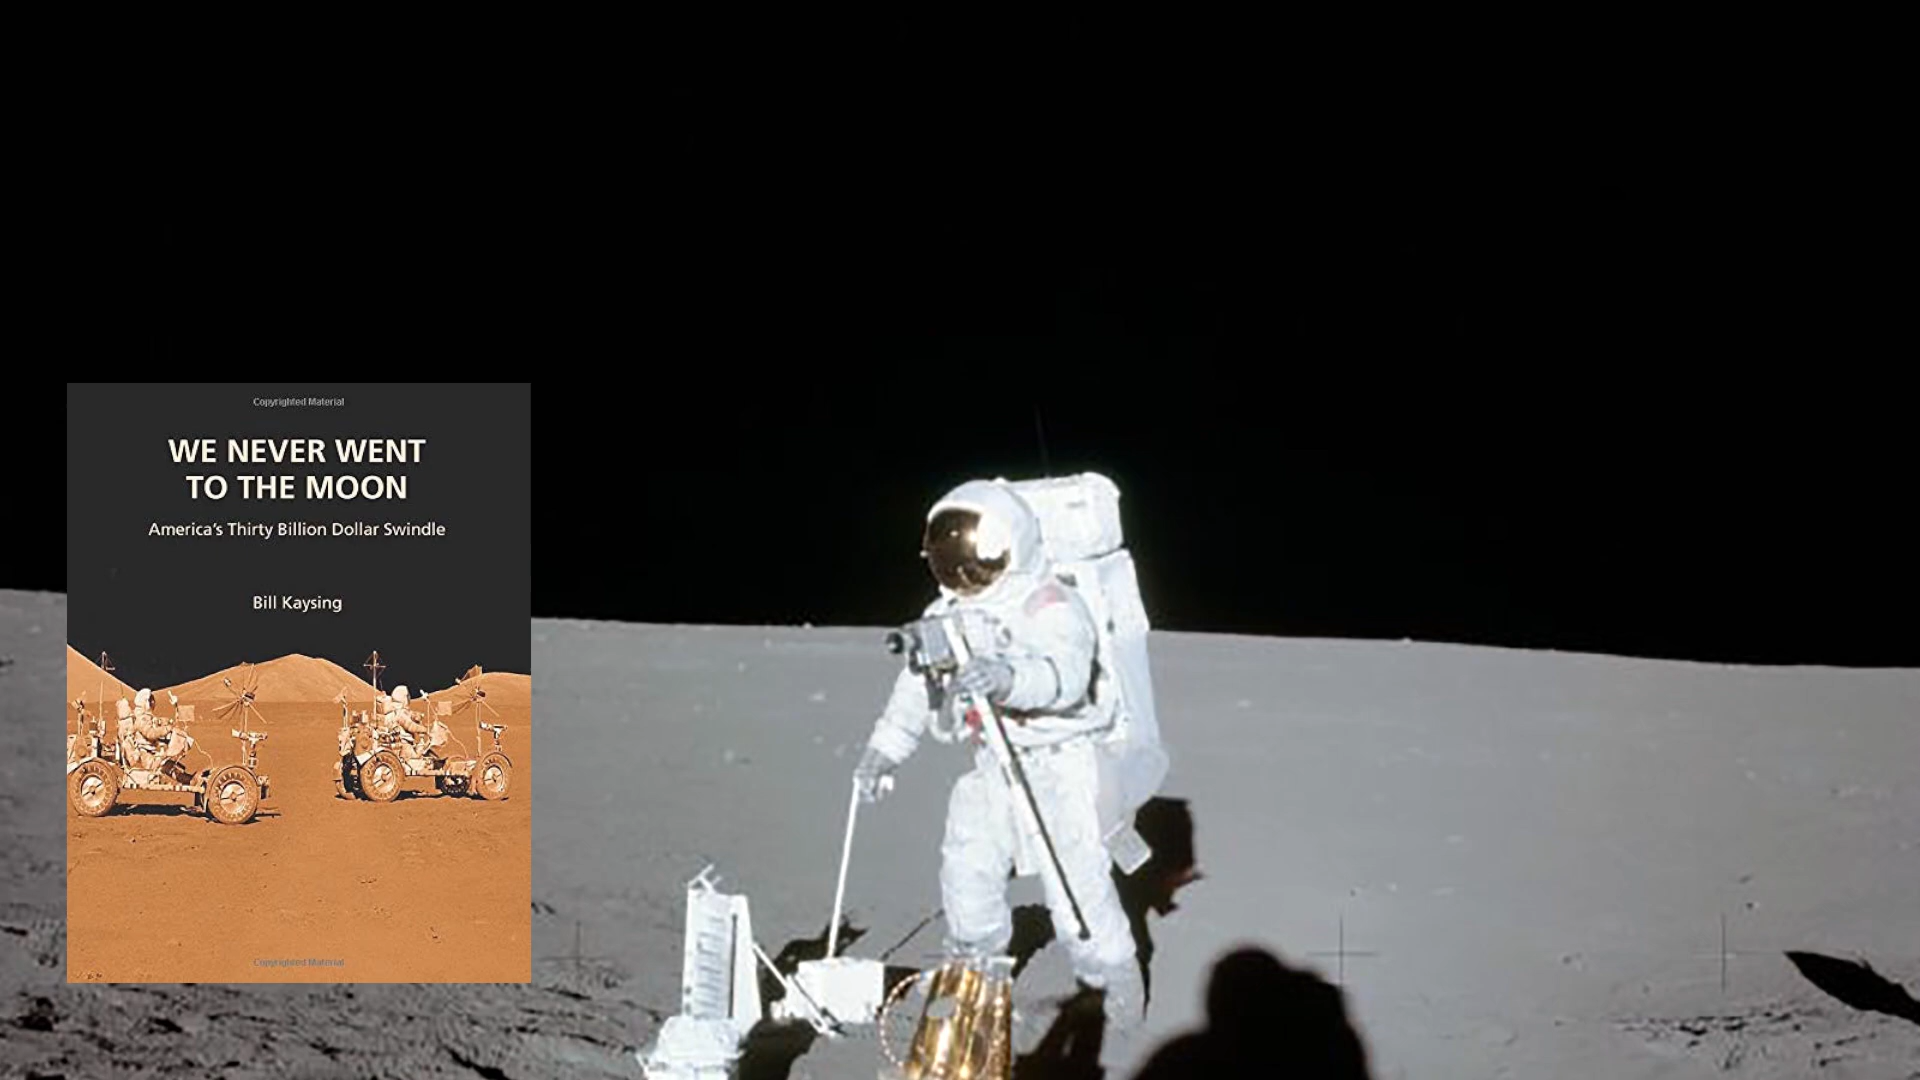 Copyrighted Material
WE NEVER WENT
TO THE MOON
America's Thirty Billion Dollar Swindle
Bill Kaysing
Copyrighted Material